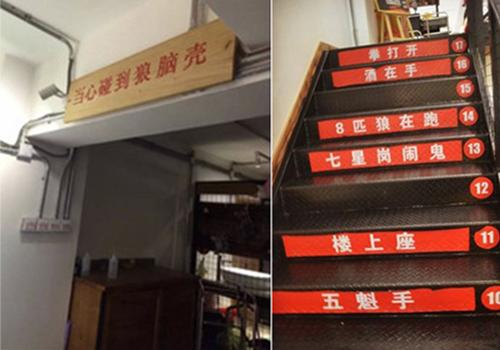 当心碰到狼脑壳
拳打开 17
酒在手 16
15
8匹狼在跑 14
七星岗闹鬼 13
12
楼上座 11
五魁手 10